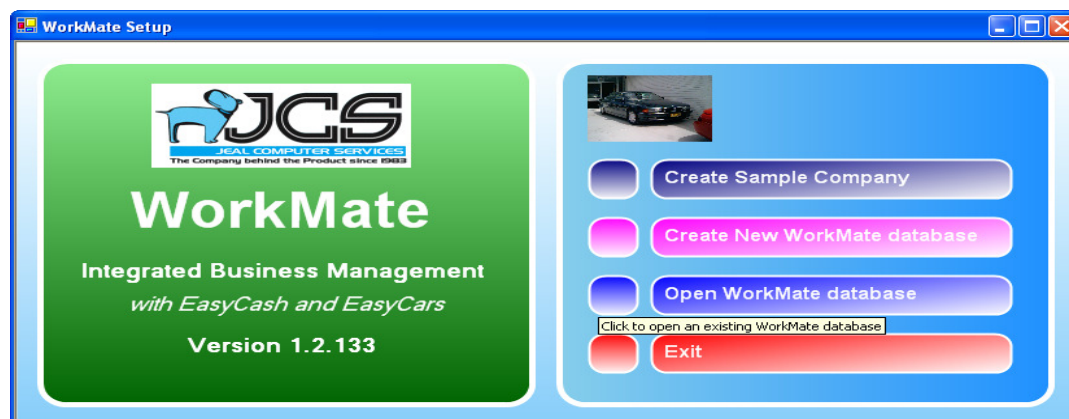 WorkMate Setup
JCS
JEAL COMPUTER SERVICES
The Company behind the Product since 1983
WorkMate
Integrated Business Management
with EasyCash and EasyCars
Version 1.2.133
Create Sample Company
Create New WorkMate database
Open WorkMate database
Click to open an existing WorkMate database
Exit